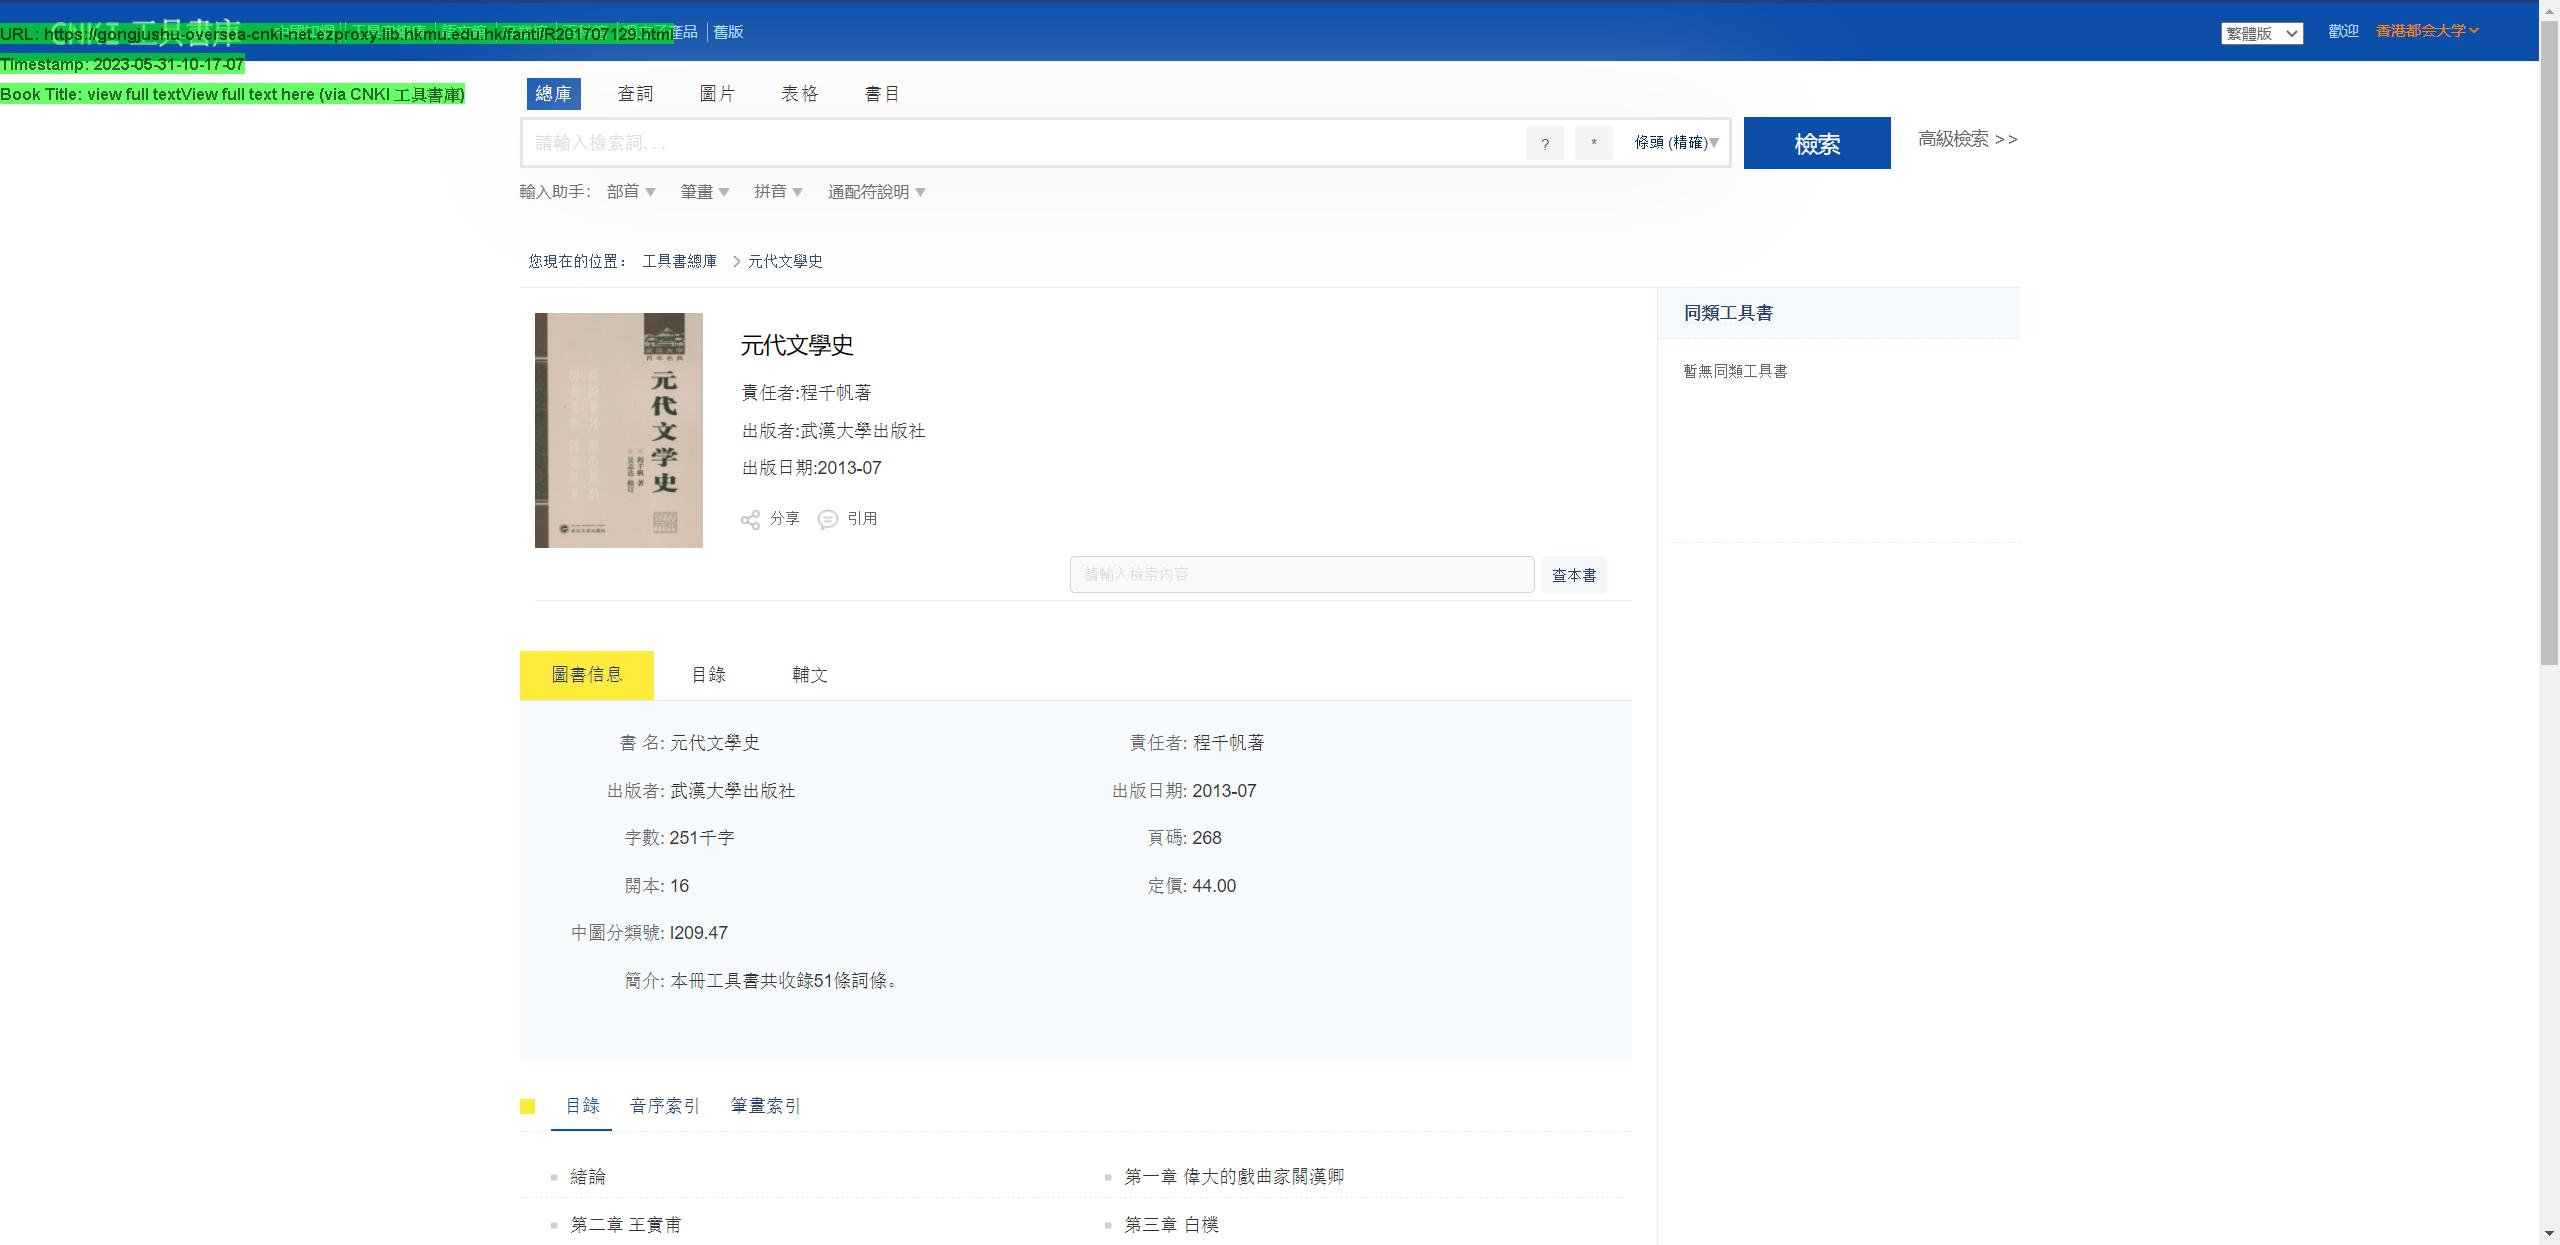 CNKI 工具書庫
產品 舊版
繁體版 歡迎 香港都会大学
URL: https://gongjushu-oversea-cnki-net.ezproxy.lib.hkmu.edu.hk/fanti/R201707129.html
Timestamp: 2023-05-31-10-17-07
Book Title: view full textView full text here (via CNKI 工具書庫)
總庫 查詞 圖片 表格 書目
請輸入檢索詞... ? * 條頭 (精確) 檢索 高級檢索 >>
輸入助手: 部首 筆畫 拼音 通配符說明
您現在的位置: 工具書總庫 > 元代文學史
元代文学史
程千帆 著
元代文學史
責任者:程千帆著
出版者:武漢大學出版社
出版日期:2013-07
分享 引用
請輸入檢索內容 查本書
同類工具書
暫無同類工具書
圖書信息 目錄 輔文
書 名: 元代文學史 責任者: 程千帆著
出版者: 武漢大學出版社 出版日期: 2013-07
字數: 251千字 頁碼: 268
開本: 16 定價: 44.00
中圖分類號: I209.47
簡介: 本冊工具書共收錄51條詞條。
目錄 音序索引 筆畫索引
緒論 第一章 偉大的戲曲家關漢卿
第二章 王實甫 第三章 白樸